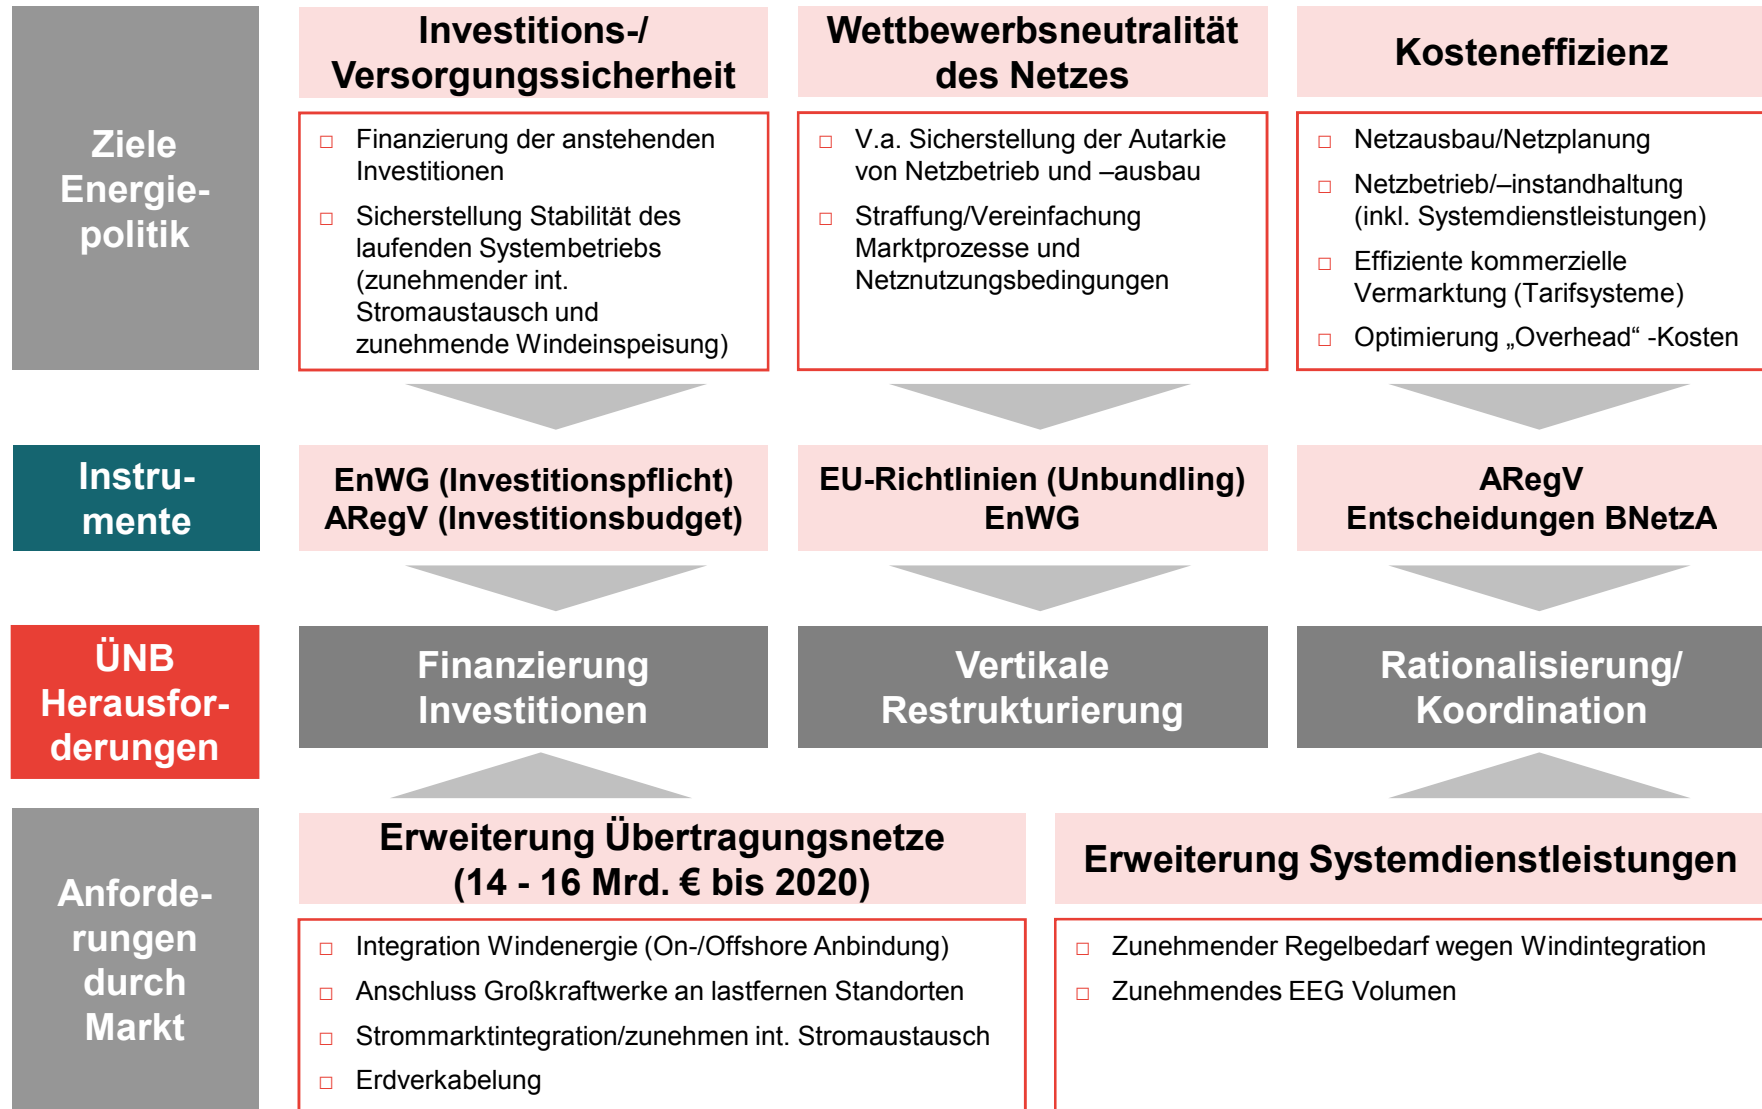 Ziele
Energie-
politik
Investitions-/
Versorgungssicherheit
□ Finanzierung der anstehenden
Investitionen
□ Sicherstellung Stabilität des
laufenden Systembetriebs
(zunehmender int.
Stromaustausch und
zunehmende Windeinspeisung)
Wettbewerbsneutralität
des Netzes
□ V.a. Sicherstellung der Autarkie
von Netzbetrieb und –ausbau
□ Straffung/Vereinfachung
Marktprozesse und
Netznutzungsbedingungen
Kosteneffizienz
□ Netzausbau/Netzplanung
□ Netzbetrieb/–instandhaltung
(inkl. Systemdienstleistungen)
□ Effiziente kommerzielle
Vermarktung (Tarifsysteme)
□ Optimierung „Overhead“ -Kosten
Instru-
mente
EnWG (Investitionspflicht)
ARegV (Investitionsbudget)
EU-Richtlinien (Unbundling)
EnWG
ARegV
Entscheidungen BNetzA
ÜNB
Herausfor-
derungen
Finanzierung
Investitionen
Vertikale
Restrukturierung
Rationalisierung/
Koordination
Anforde-
rungen
durch
Markt
Erweiterung Übertragungsnetze
(14 - 16 Mrd. € bis 2020)
□ Integration Windenergie (On-/Offshore Anbindung)
□ Anschluss Großkraftwerke an lastfernen Standorten
□ Strommarktintegration/zunehmen int. Stromaustausch
□ Erdverkabelung
Erweiterung Systemdienstleistungen
□ Zunehmender Regelbedarf wegen Windintegration
□ Zunehmendes EEG Volumen